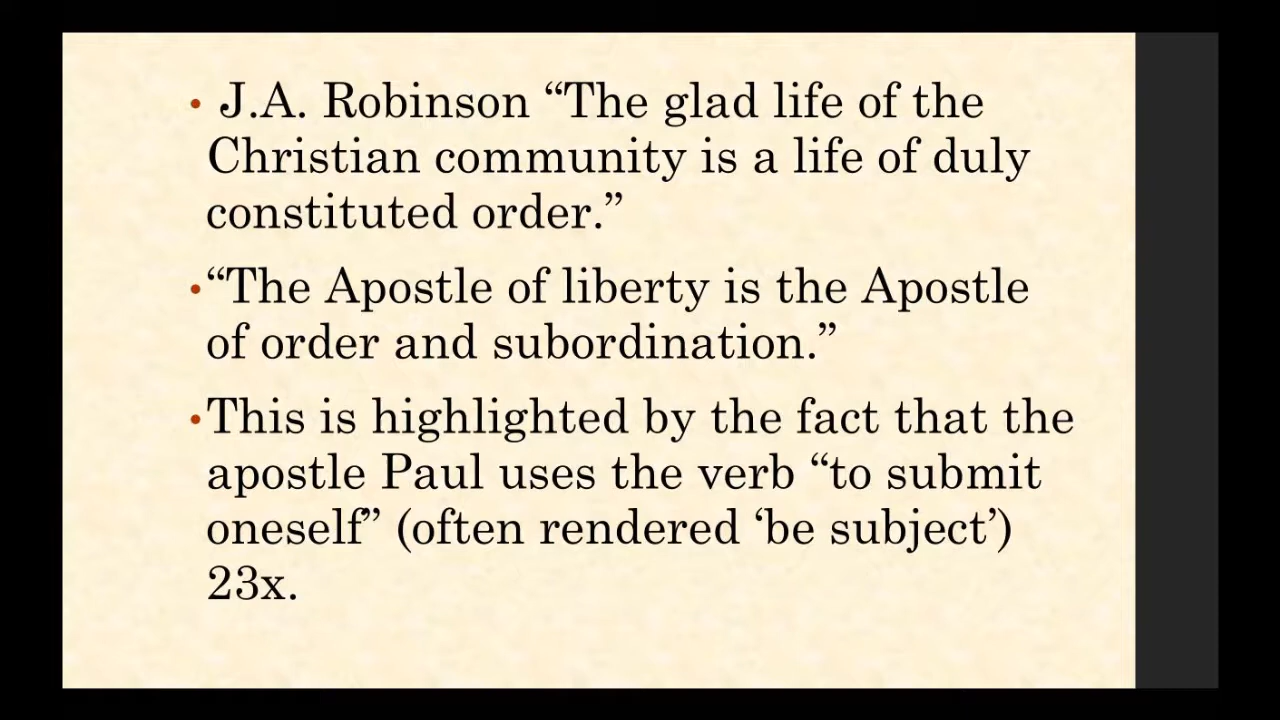 • J.A. Robinson “The glad life of the
Christian community is a life of duly
constituted order.”
•“The Apostle of liberty is the Apostle
of order and subordination.”
•This is highlighted by the fact that the
apostle Paul uses the verb “to submit
oneself” (often rendered ‘be subject’)
23x.